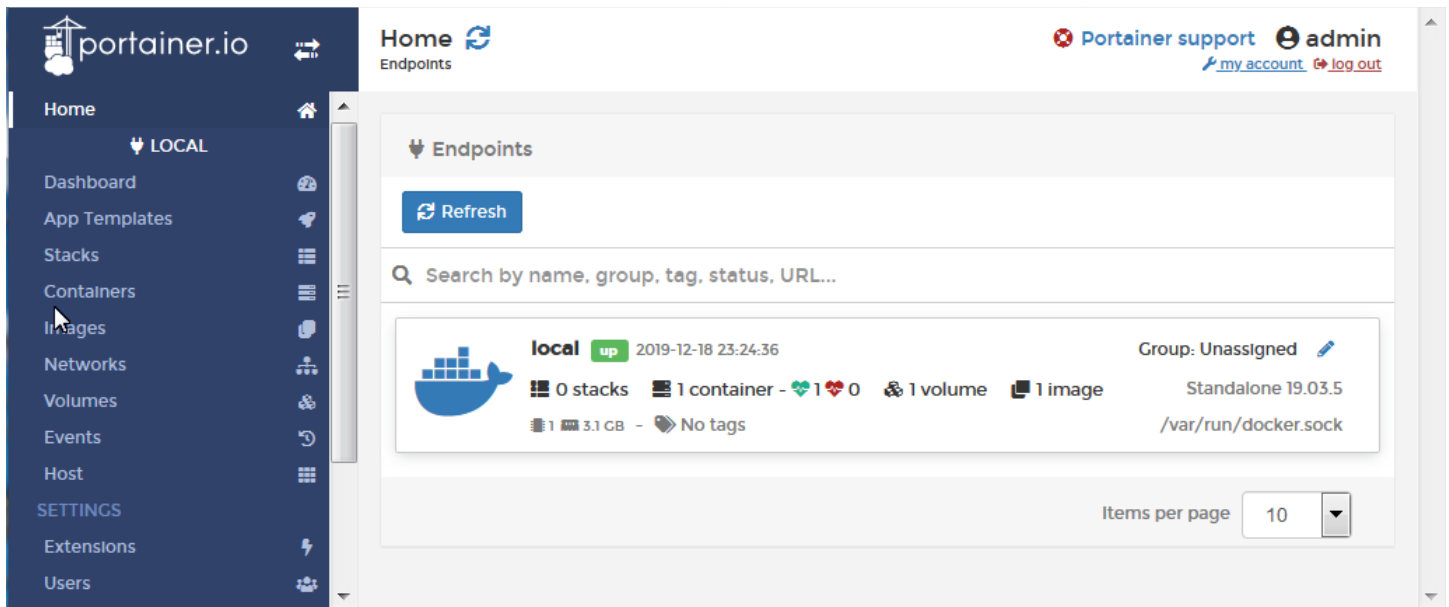 portainer.io
Home
LOCAL
Dashboard
App Templates
Stacks
Containers
Images
Networks
Volumes
Events
Host
SETTINGS
Extensions
Users
Home
Endpoints
Portainer support admin
my account log out
Endpoints
Refresh
Search by name, group, tag, status, URL...
local up 2019-12-18 23:24:36 Group: Unassigned
0 stacks 1 container - 1 0 1 volume 1 image Standalone 19.03.5
1 3.1 GB - No tags /var/run/docker.sock
Items per page 10